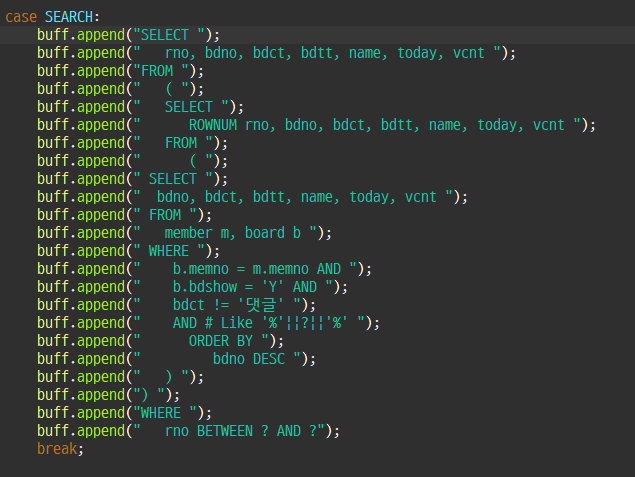 case SEARCH:
    buff.append("SELECT ");
    buff.append("   rno, bdno, bdct, bdtt, name, today, vcnt ");
    buff.append("FROM ");
    buff.append("   ( ");
    buff.append("   SELECT ");
    buff.append("      ROWNUM rno, bdno, bdct, bdtt, name, today, vcnt ");
    buff.append("   FROM ");
    buff.append("      ( ");
    buff.append(" SELECT ");
    buff.append("  bdno, bdct, bdtt, name, today, vcnt ");
    buff.append(" FROM ");
    buff.append("   member m, board b ");
    buff.append(" WHERE ");
    buff.append("    b.memno = m.memno AND ");
    buff.append("    b.bdshow = 'Y' AND ");
    buff.append("    bdct != '댓글' ");
    buff.append("    AND # Like '%'||?||'%' ");
    buff.append("      ORDER BY ");
    buff.append("         bdno DESC ");
    buff.append("   ) ");
    buff.append(") ");
    buff.append("WHERE ");
    buff.append("   rno BETWEEN ? AND ?");
    break;